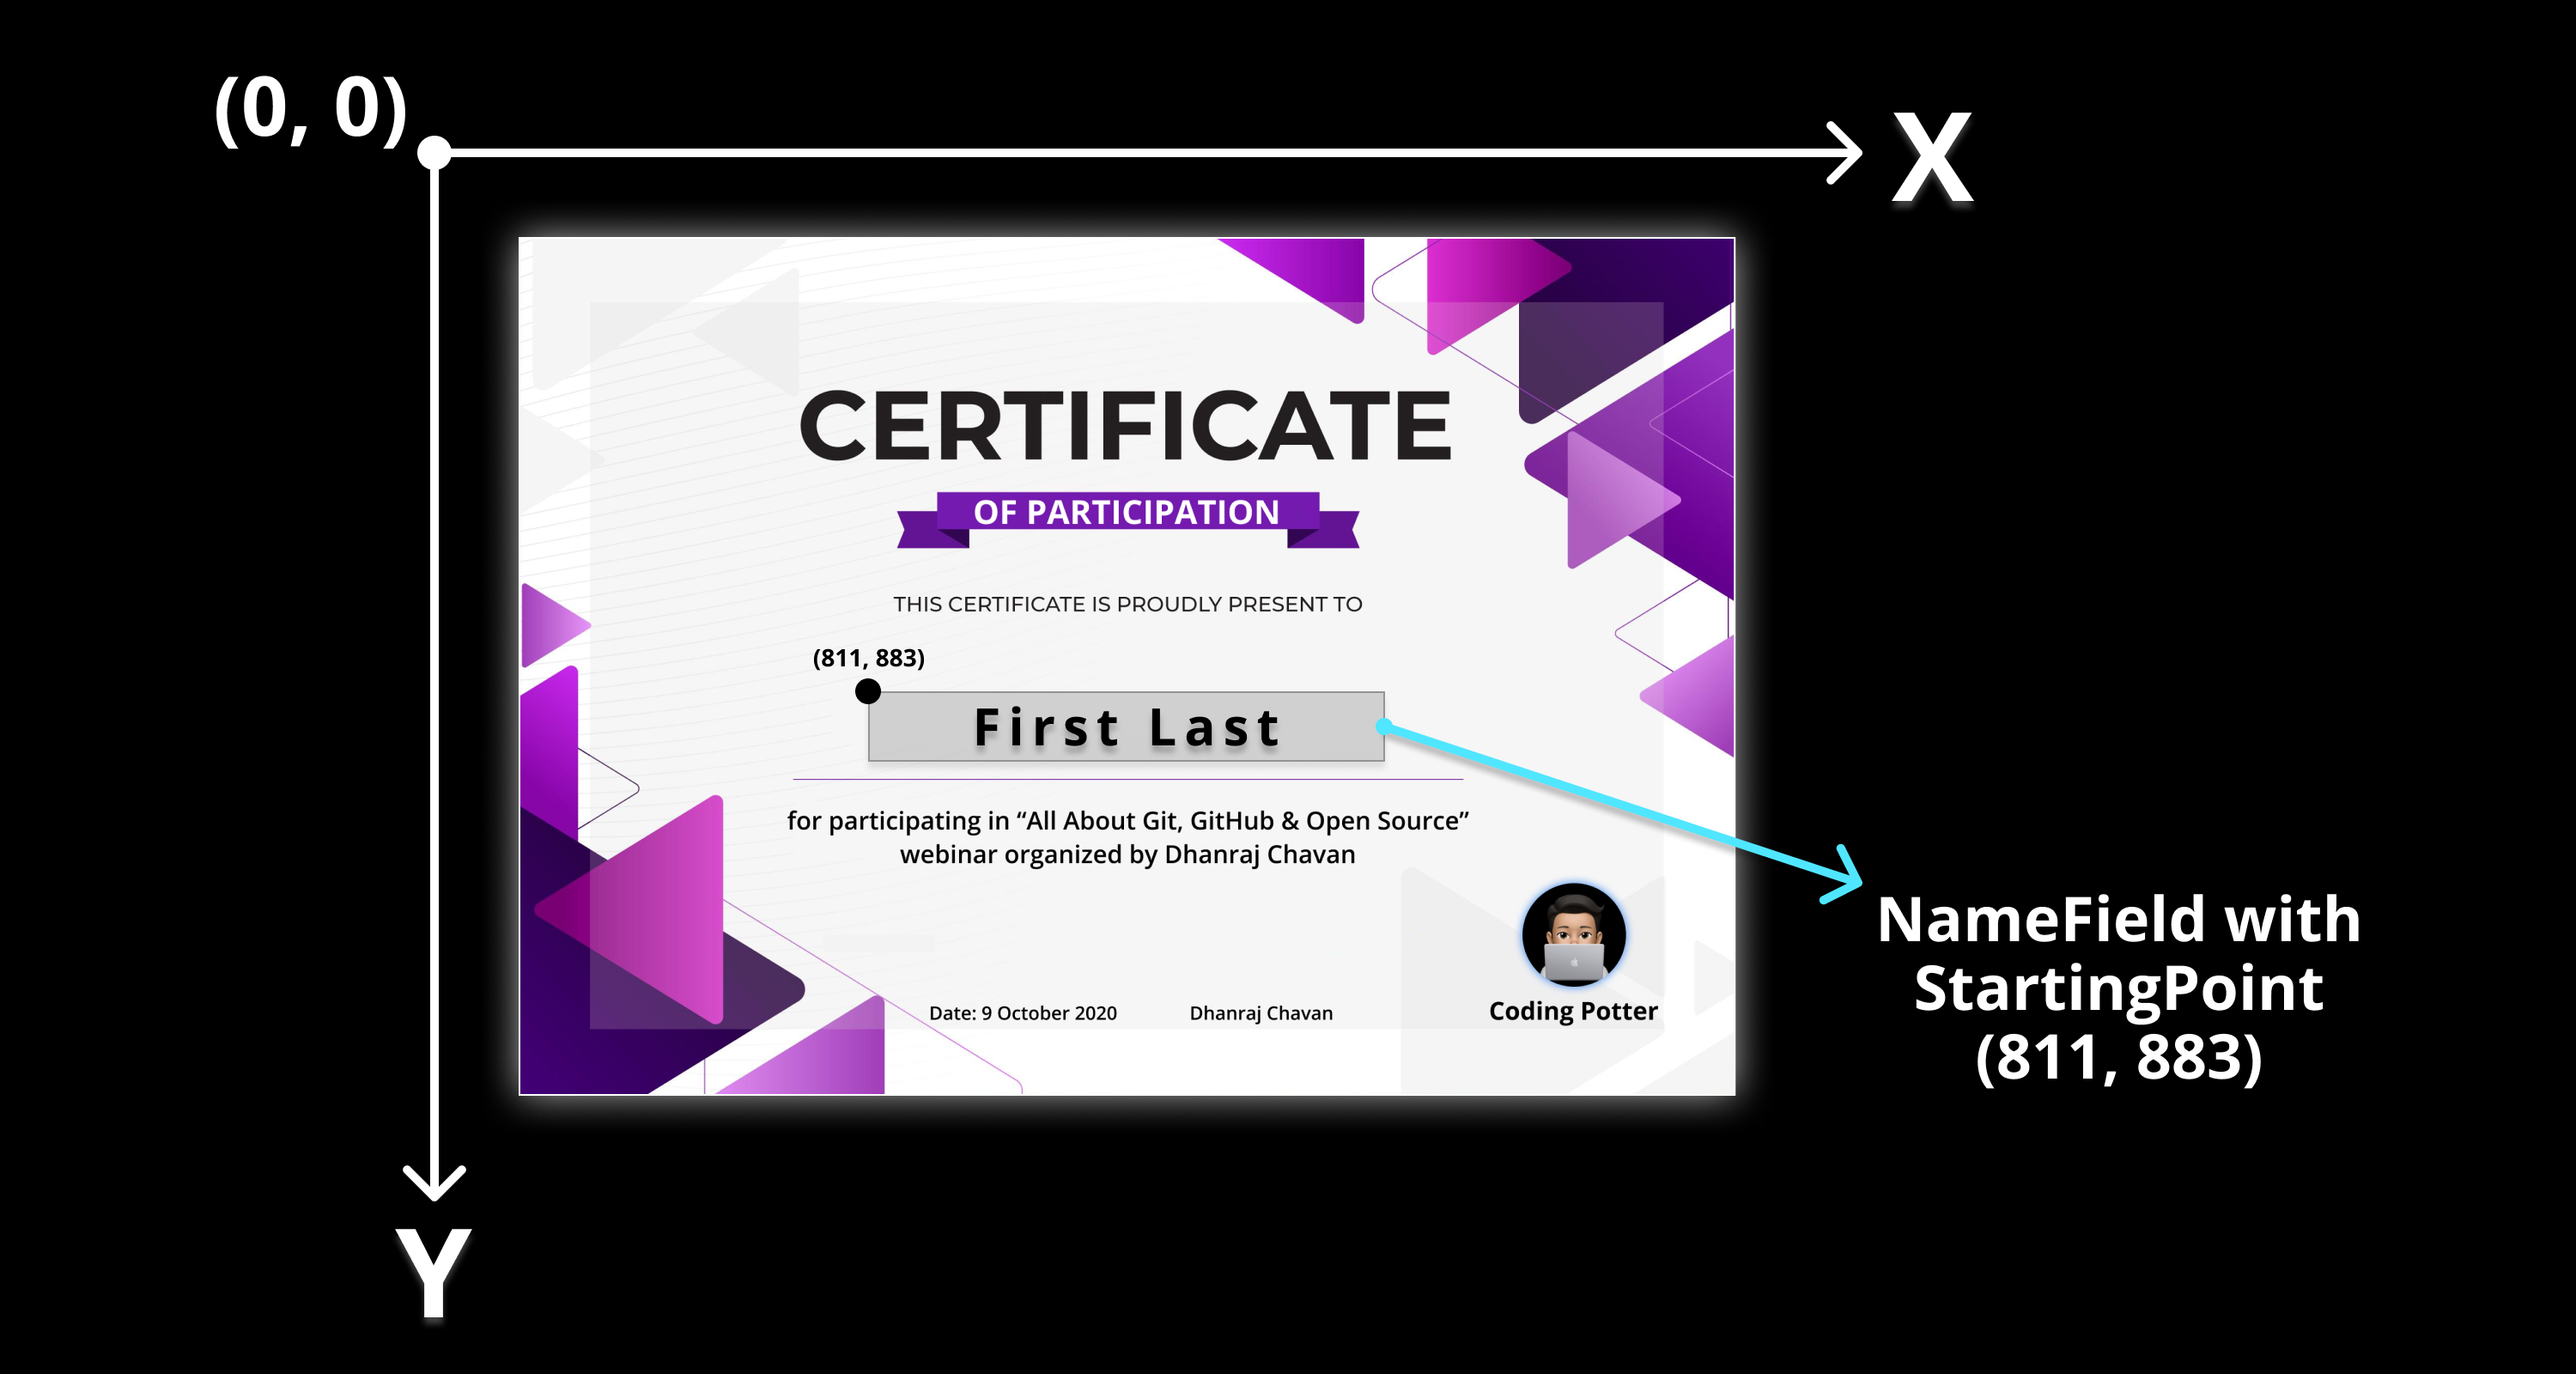 (0, 0)
X
CERTIFICATE
OF PARTICIPATION
THIS CERTIFICATE IS PROUDLY PRESENT TO
(811, 883)
First Last
for participating in “All About Git, GitHub & Open Source”
webinar organized by Dhanraj Chavan
NameField with
StartingPoint
(811, 883)
Date: 9 October 2020
Dhanraj Chavan
Coding Potter
Y